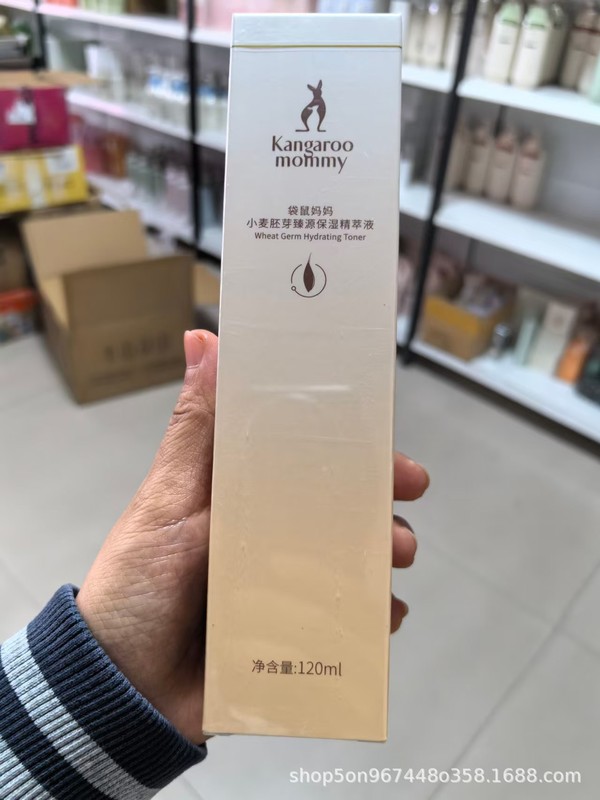 Kangaroo
mommy
袋鼠妈妈
小麦胚芽臻源保湿精萃液
Wheat Germ Hydrating Toner
净含量:120ml
shop5on967448o358.1688.com